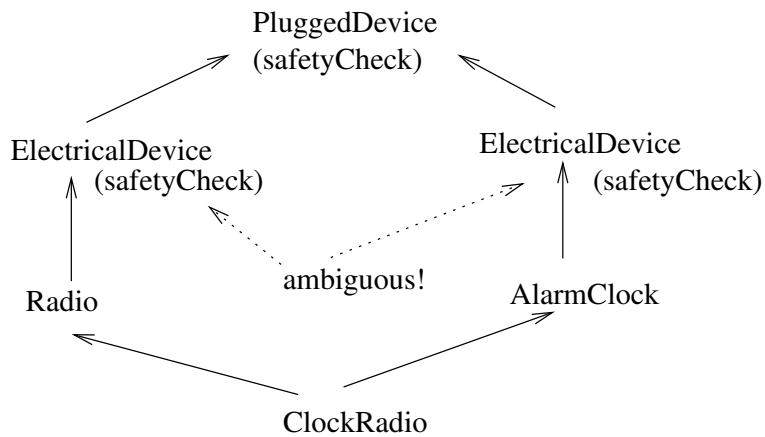 PluggedDevice
(safetyCheck)
ElectricalDevice
(safetyCheck)
ElectricalDevice
(safetyCheck)
ambiguous!
Radio
AlarmClock
ClockRadio